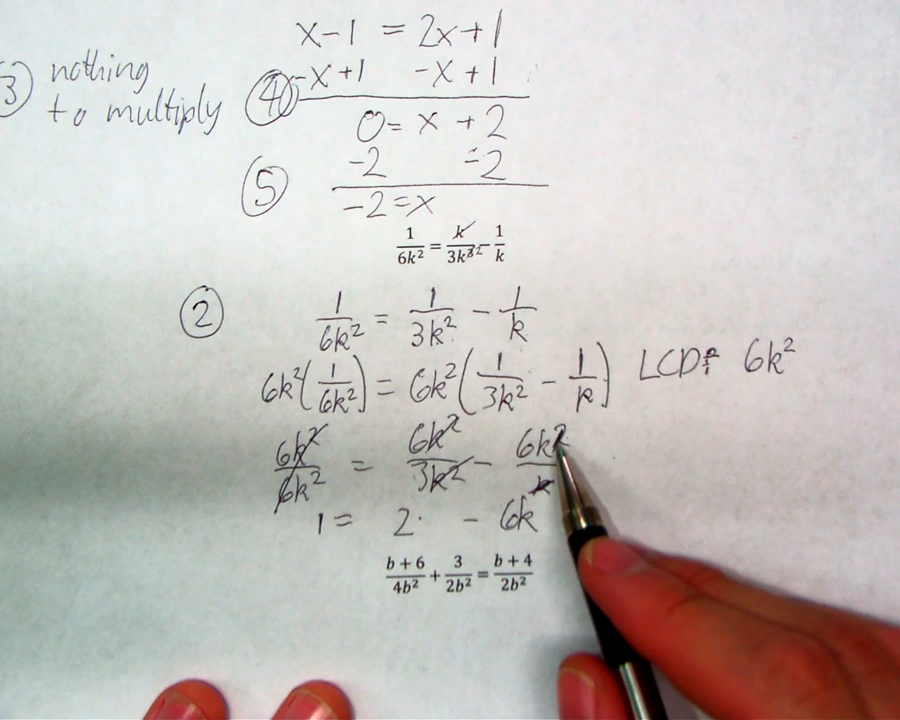 x-1 = 2x+1
③ nothing to multiply
④ -x+1 -x+1
0 = x + 2
-2 -2
⑤ -2 = x
1/6k² = k/3k³² - 1/k
② 1/6k² = 1/3k² - 1/k
6k²(1/6k²) = 6k²(1/3k² - 1/k) LCD: 6k²
6k²/6k² = 6k²/3k² - 6k²/k
1 = 2 - 6k
b+6/4b² + 3/2b² = b+4/2b²